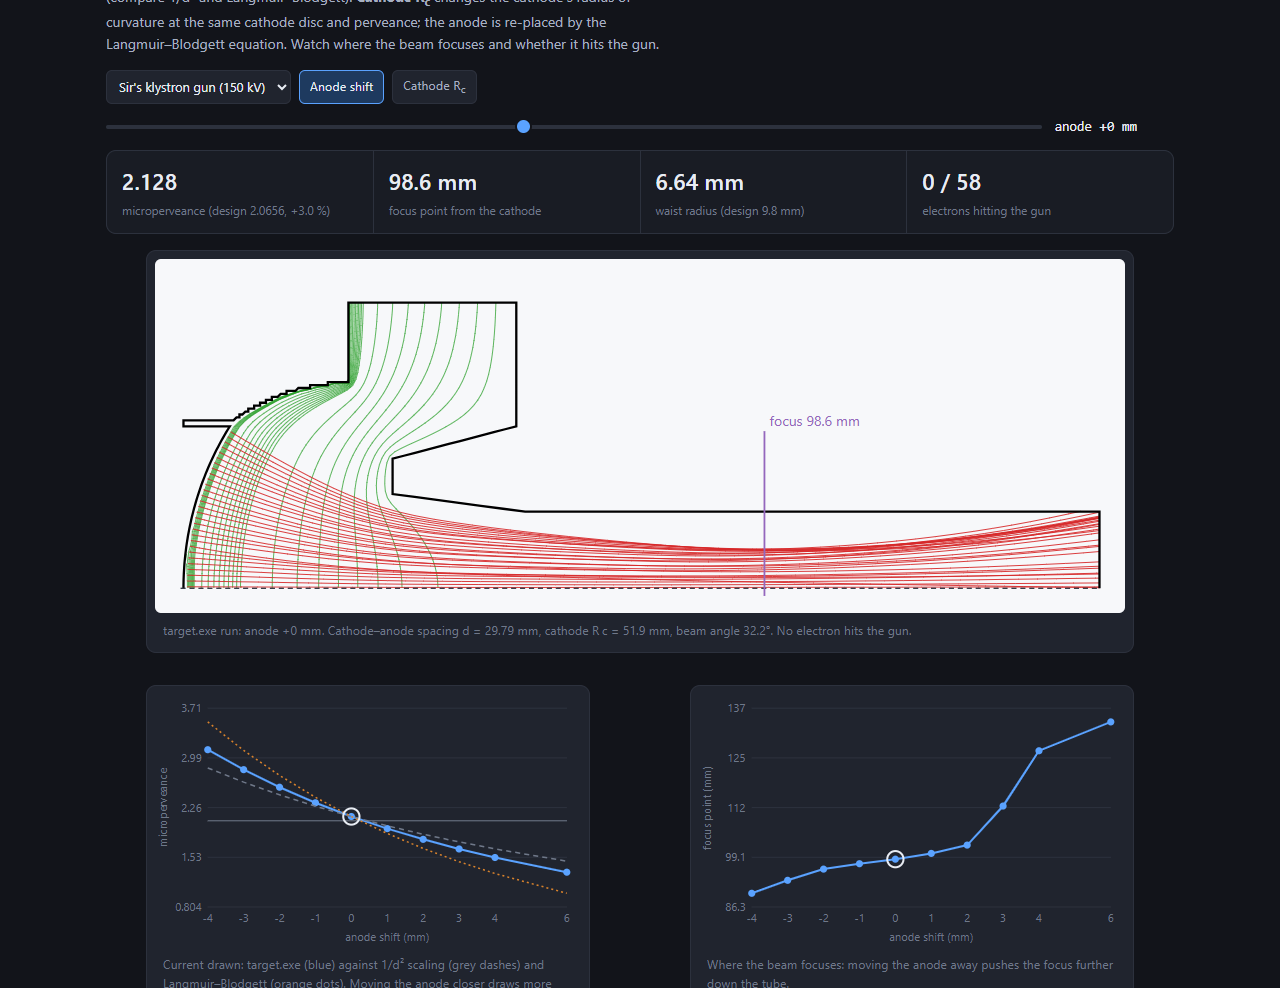 curvature at the same cathode disc and perveance; the anode is re-placed by the
Langmuir–Blodgett equation. Watch where the beam focuses and whether it hits the gun.
Sir's klystron gun (150 kV)
Anode shift
Cathode Rc
anode +0 mm
2.128
microperveance (design 2.0656, +3.0 %)
98.6 mm
focus point from the cathode
6.64 mm
waist radius (design 9.8 mm)
0 / 58
electrons hitting the gun
focus 98.6 mm
target.exe run: anode +0 mm. Cathode–anode spacing d = 29.79 mm, cathode R c = 51.9 mm, beam angle 32.2°. No electron hits the gun.
microperveance
3.71
2.99
2.26
1.53
0.804
-4 -3 -2 -1 0 1 2 3 4 6
anode shift (mm)
Current drawn: target.exe (blue) against 1/d² scaling (grey dashes) and
Langmuir–Blodgett (orange dots). Moving the anode closer draws more
focus point (mm)
137
125
112
99.1
86.3
-4 -3 -2 -1 0 1 2 3 4 6
anode shift (mm)
Where the beam focuses: moving the anode away pushes the focus further
down the tube.